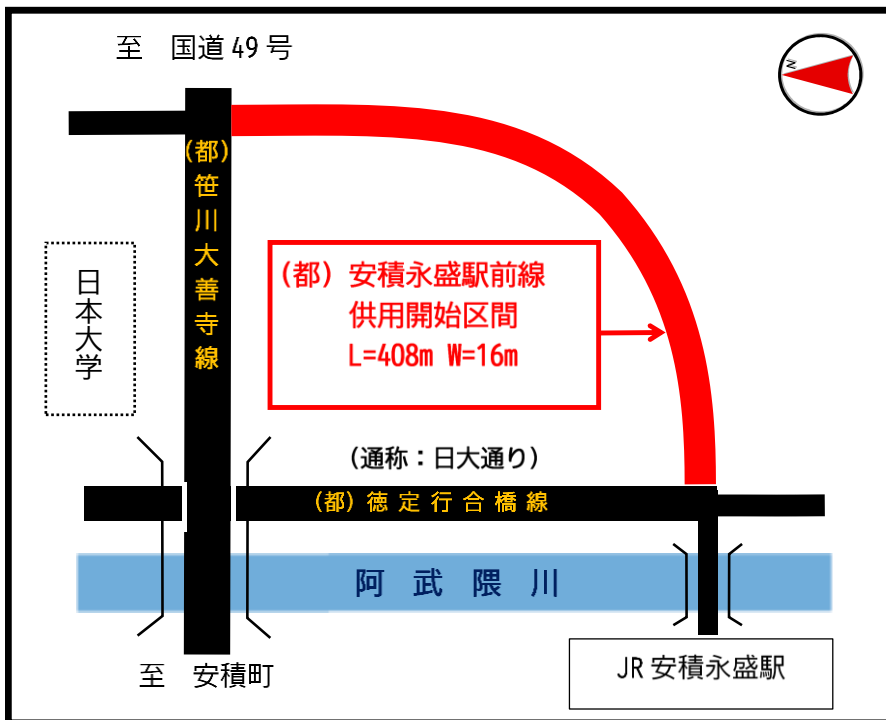 至 国道49号
N
(都)笹川大善寺線
日本大学
(都) 安積永盛駅前線
供用開始区間
L=408m W=16m
(通称:日大通り)
(都)徳定行合橋線
阿武隈川
至 安積町
JR安積永盛駅